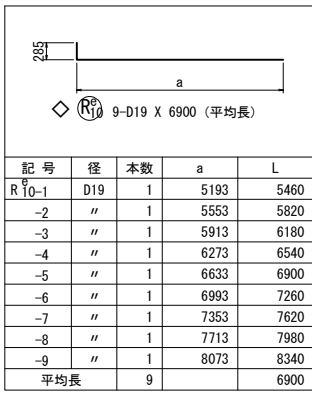 285
a
◇ R e 10 9-D19 X 6900 (平均長)
記号 径 本数 a L
R e 10-1 D19 1 5193 5460
-2 〃 1 5553 5820
-3 〃 1 5913 6180
-4 〃 1 6273 6540
-5 〃 1 6633 6900
-6 〃 1 6993 7260
-7 〃 1 7353 7620
-8 〃 1 7713 7980
-9 〃 1 8073 8340
平均長 9 6900